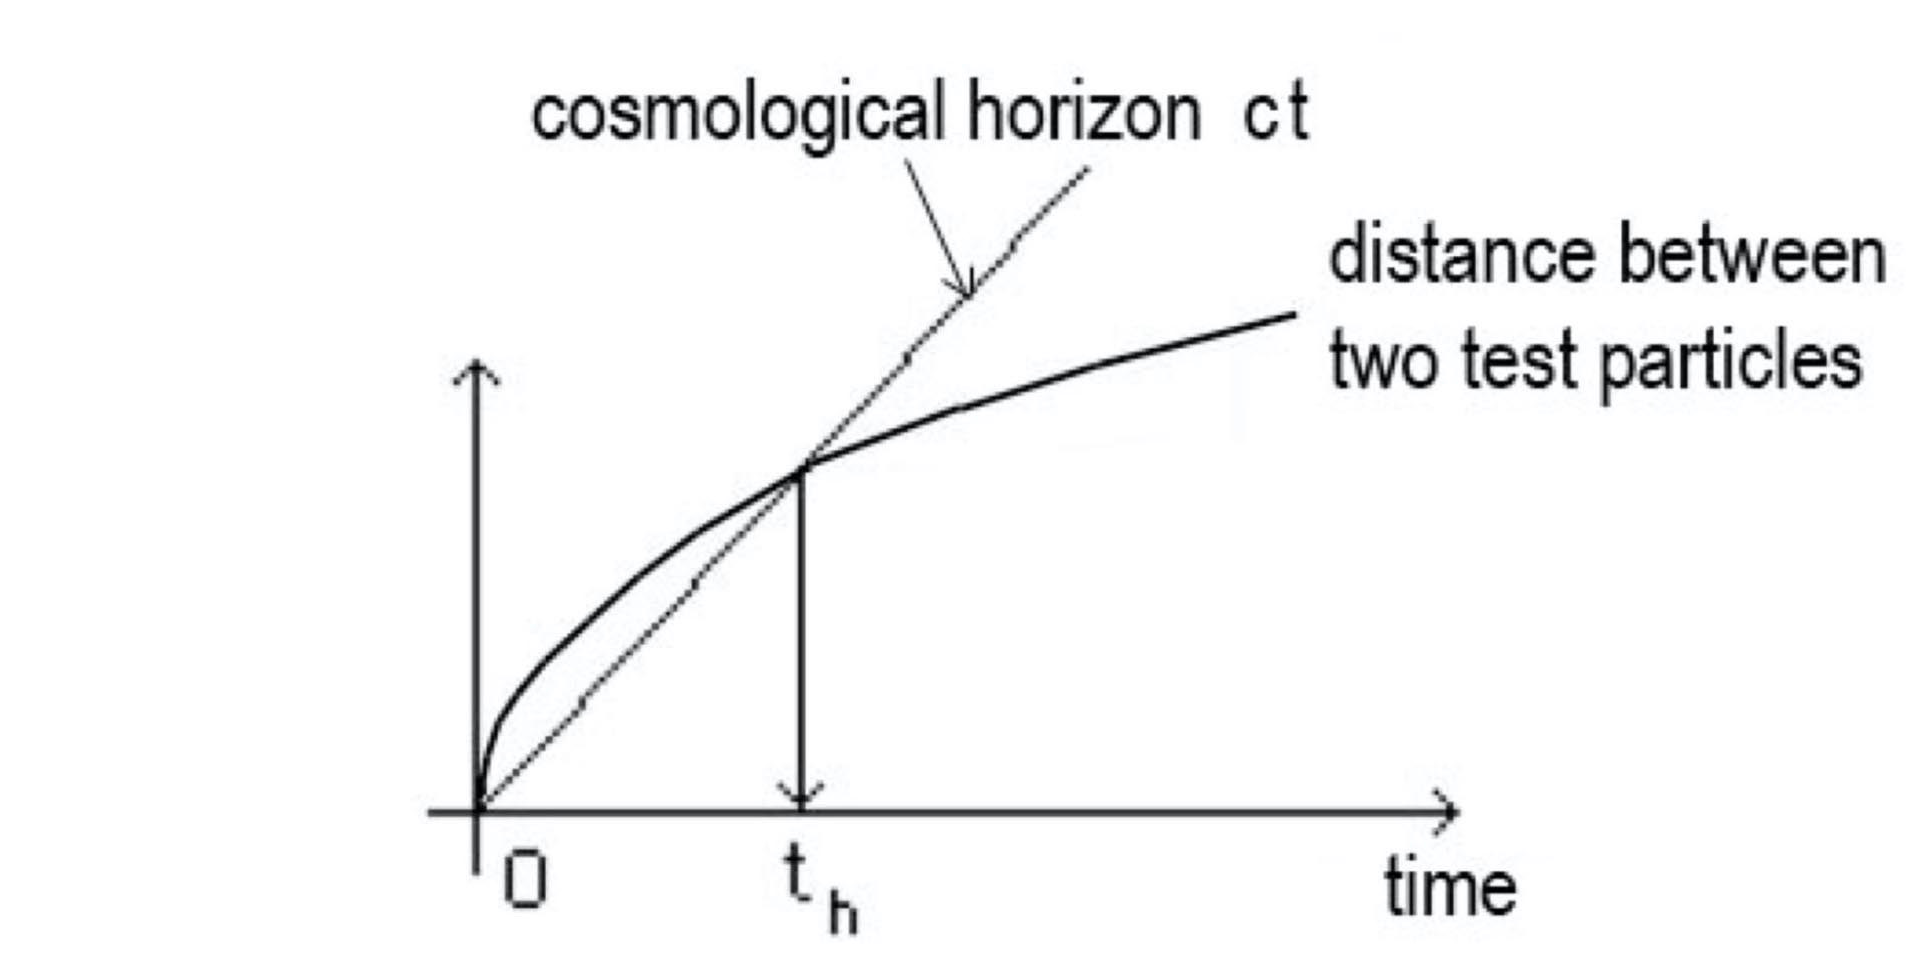 cosmological horizon ct
distance between
two test particles
0
t h
time